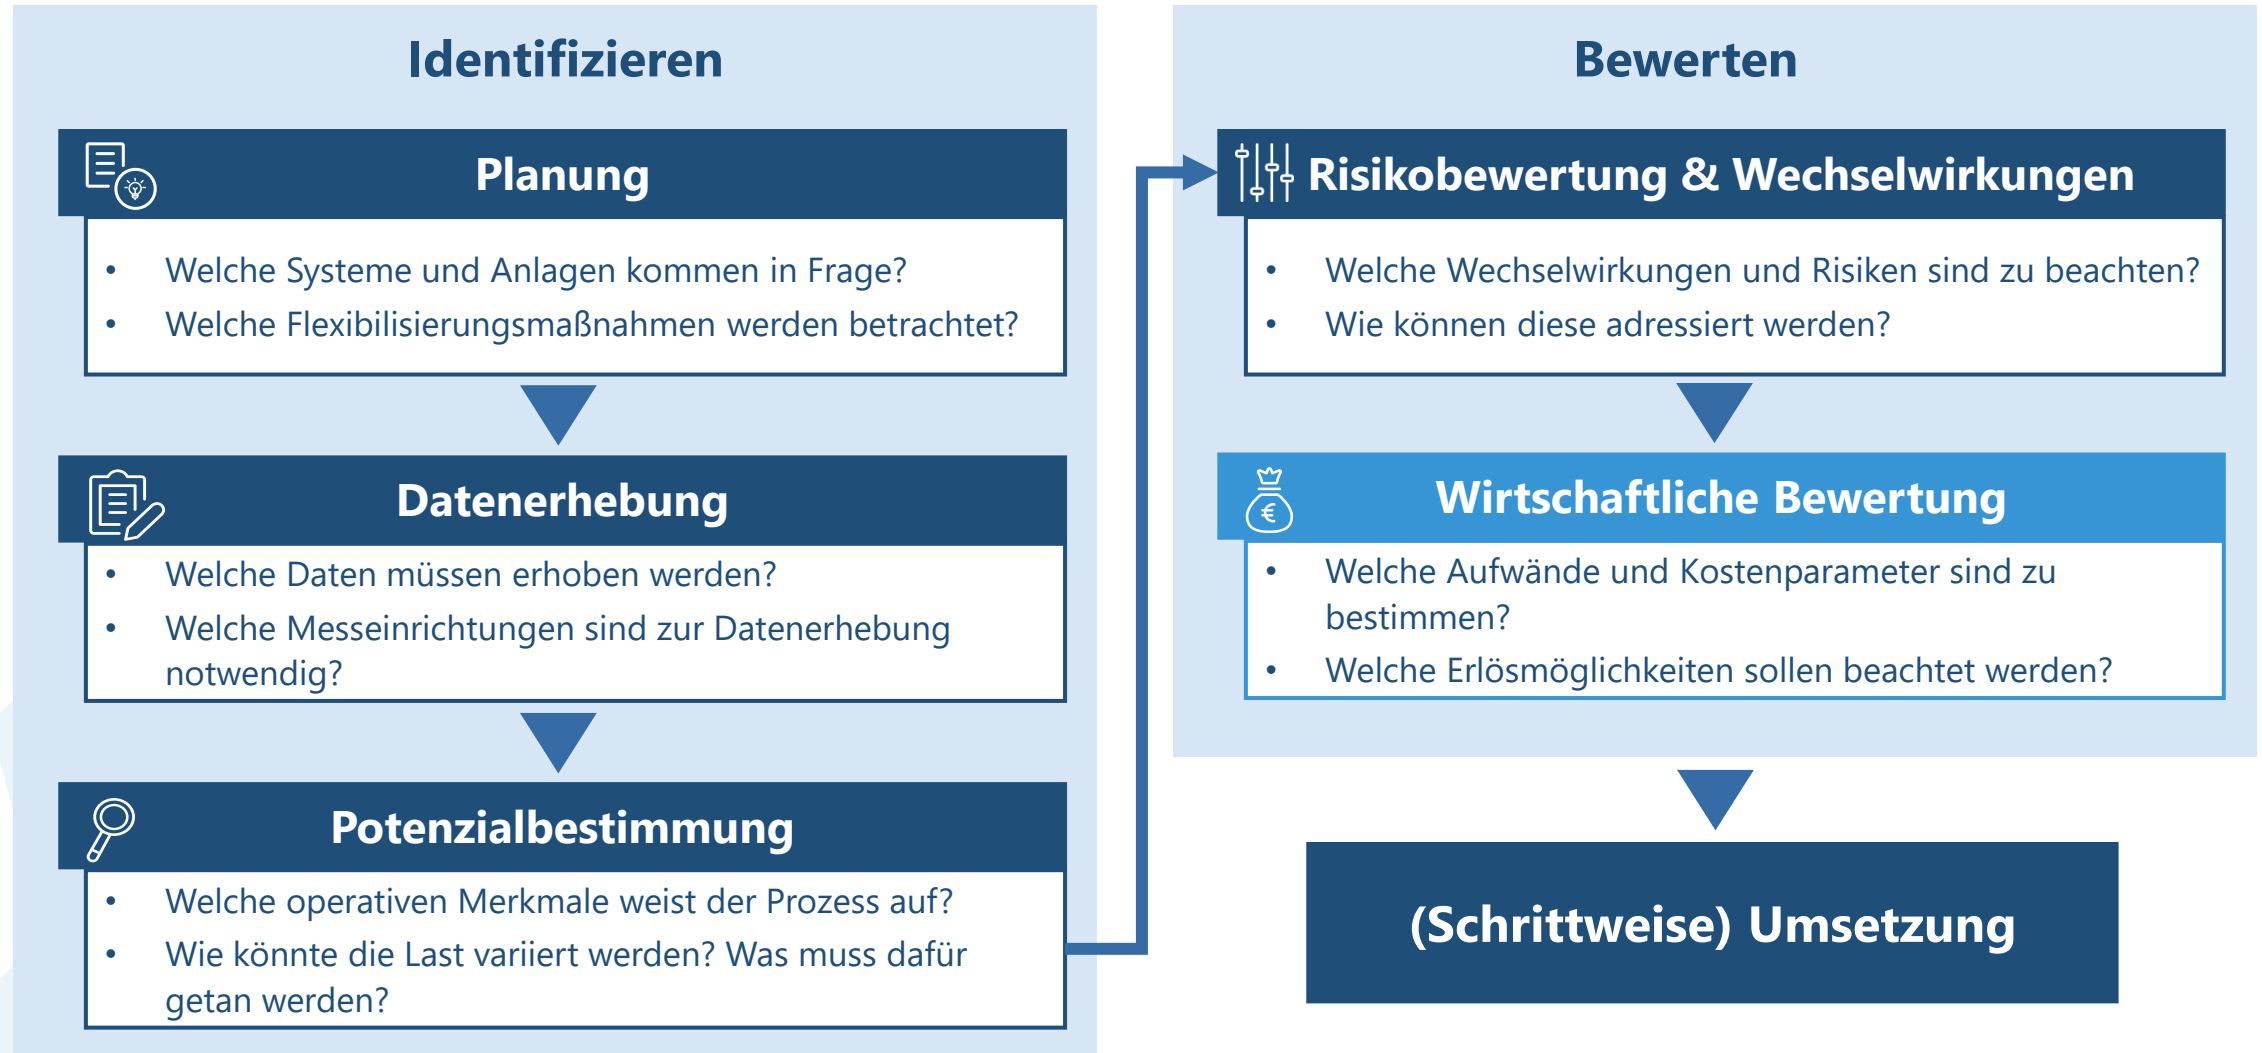 Identifizieren
Planung
• Welche Systeme und Anlagen kommen in Frage?
• Welche Flexibilisierungsmaßnahmen werden betrachtet?
Datenerhebung
• Welche Daten müssen erhoben werden?
• Welche Messeinrichtungen sind zur Datenerhebung
notwendig?
Potenzialbestimmung
• Welche operativen Merkmale weist der Prozess auf?
• Wie könnte die Last variiert werden? Was muss dafür
getan werden?
Bewerten
Risikobewertung & Wechselwirkungen
• Welche Wechselwirkungen und Risiken sind zu beachten?
• Wie können diese adressiert werden?
€
Wirtschaftliche Bewertung
• Welche Aufwände und Kostenparameter sind zu
bestimmen?
• Welche Erlösmöglichkeiten sollen beachtet werden?
(Schrittweise) Umsetzung